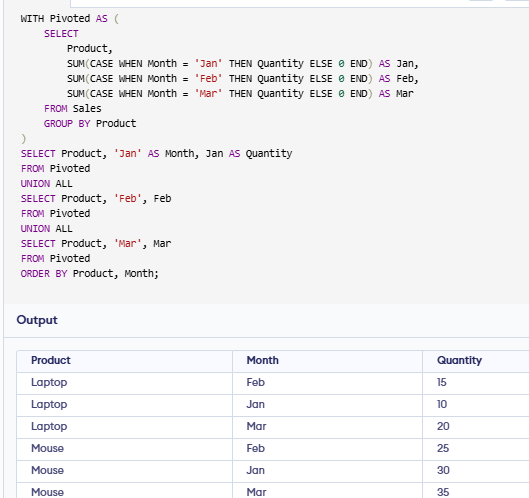 WITH Pivoted AS (
SELECT
Product,
SUM(CASE WHEN Month = 'Jan' THEN Quantity ELSE 0 END) AS Jan,
SUM(CASE WHEN Month = 'Feb' THEN Quantity ELSE 0 END) AS Feb,
SUM(CASE WHEN Month = 'Mar' THEN Quantity ELSE 0 END) AS Mar
FROM Sales
GROUP BY Product
)
SELECT Product, 'Jan' AS Month, Jan AS Quantity
FROM Pivoted
UNION ALL
SELECT Product, 'Feb', Feb
FROM Pivoted
UNION ALL
SELECT Product, 'Mar', Mar
FROM Pivoted
ORDER BY Product, Month;
Output
Product Month Quantity
Laptop Feb 15
Laptop Jan 10
Laptop Mar 20
Mouse Feb 25
Mouse Jan 30
Mouse Mar 35